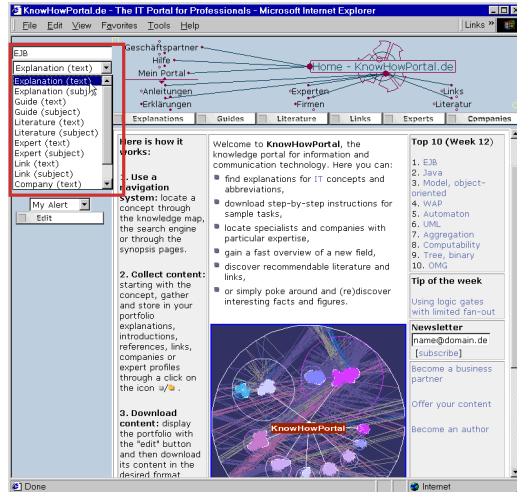 KnowHowPortal.de - The IT Portal for Professionals - Microsoft Internet Explorer
File Edit View Favorites Tools Help
Links »
EJB
Explanation (text)
Explanation (text)
Explanation (subj
Guide (text)
Guide (subject)
Literature (text)
Literature (subject)
Expert (text)
Expert (subject)
Link (text)
Link (subject)
Company (text)
My Alert
Edit
Geschäftspartner
Hilfe
Mein Portal
Home - KnowHowPortal.de
Anleitungen
Experten
Links
Erklärungen
Firmen
Literatur
Explanations Guides Literature Links Experts Companies
Here is how it
works:
1. Use a
navigation
system: locate a
concept through
the knowledge map,
the search engine
or through the
synopsis pages.
2. Collect content:
starting with the
concept, gather
and store in your
portfolio
explanations,
introductions,
references, links,
companies or
expert profiles
through a click on
the icon / .
3. Download
content: display
the portfolio with
the "edit" button
and then download
its content in the
desired format
Welcome to KnowHowPortal, the
knowledge portal for information and
communication technology. Here you can:
find explanations for IT concepts and
abbreviations,
download step-by-step instructions for
sample tasks,
locate specialists and companies with
particular expertise,
gain a fast overview of a new field,
discover recommendable literature and
links,
or simply poke around and (re)discover
interesting facts and figures.
KnowHowPortal
Top 10 (Week 12)
1. EJB
2. Java
3. Model, object-
oriented
4. WAP
5. Automaton
6. UML
7. Aggregation
8. Computability
9. Tree, binary
10. OMG
Tip of the week
Using logic gates
with limited fan-out
Newsletter
name@domain.de
[subscribe]
Become a business
partner
Offer your content
Become an author
Done
Internet